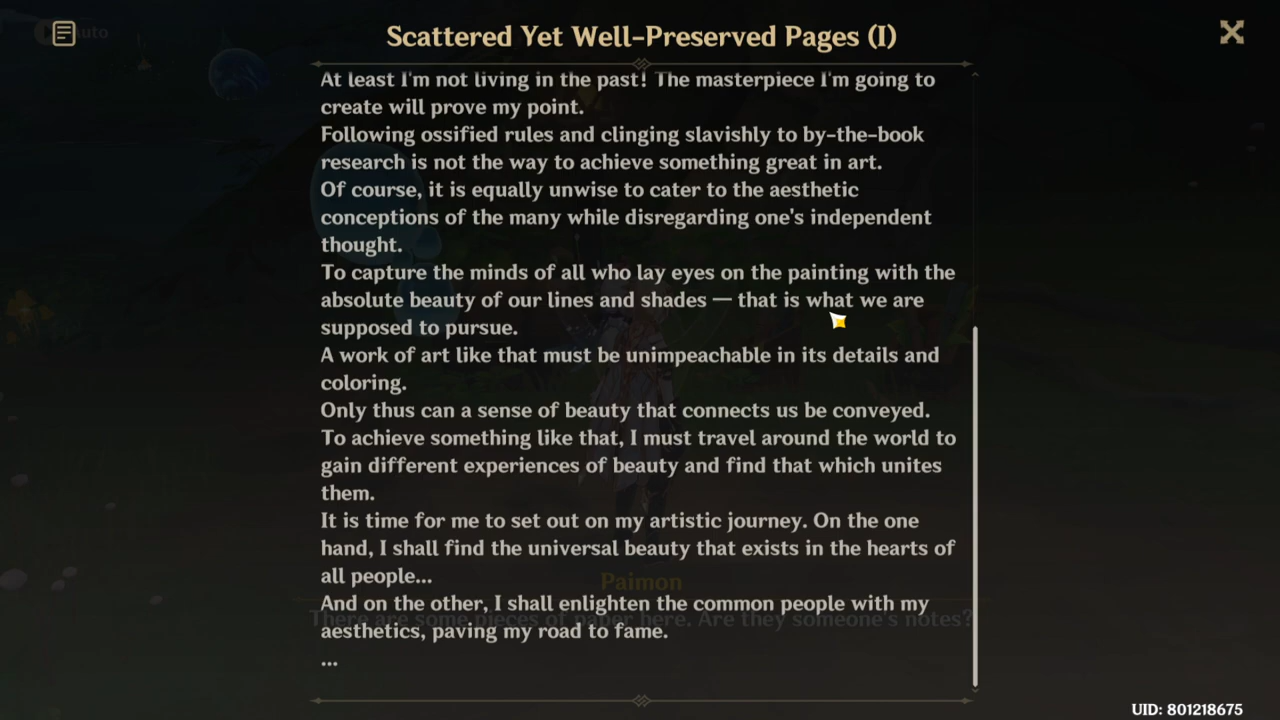 Auto
Scattered Yet Well-Preserved Pages (I)
At least I'm not living in the past! The masterpiece I'm going to
create will prove my point.
Following ossified rules and clinging slavishly to by-the-book
research is not the way to achieve something great in art.
Of course, it is equally unwise to cater to the aesthetic
conceptions of the many while disregarding one's independent
thought.
To capture the minds of all who lay eyes on the painting with the
absolute beauty of our lines and shades — that is what we are
supposed to pursue.
A work of art like that must be unimpeachable in its details and
coloring.
Only thus can a sense of beauty that connects us be conveyed.
To achieve something like that, I must travel around the world to
gain different experiences of beauty and find that which unites
them.
It is time for me to set out on my artistic journey. On the one
hand, I shall find the universal beauty that exists in the hearts of
all people...
Paimon
And on the other, I shall enlighten the common people with my
There are some pieces of paper here. Are they someone's notes?
aesthetics, paving my road to fame.
...
UID: 801218675